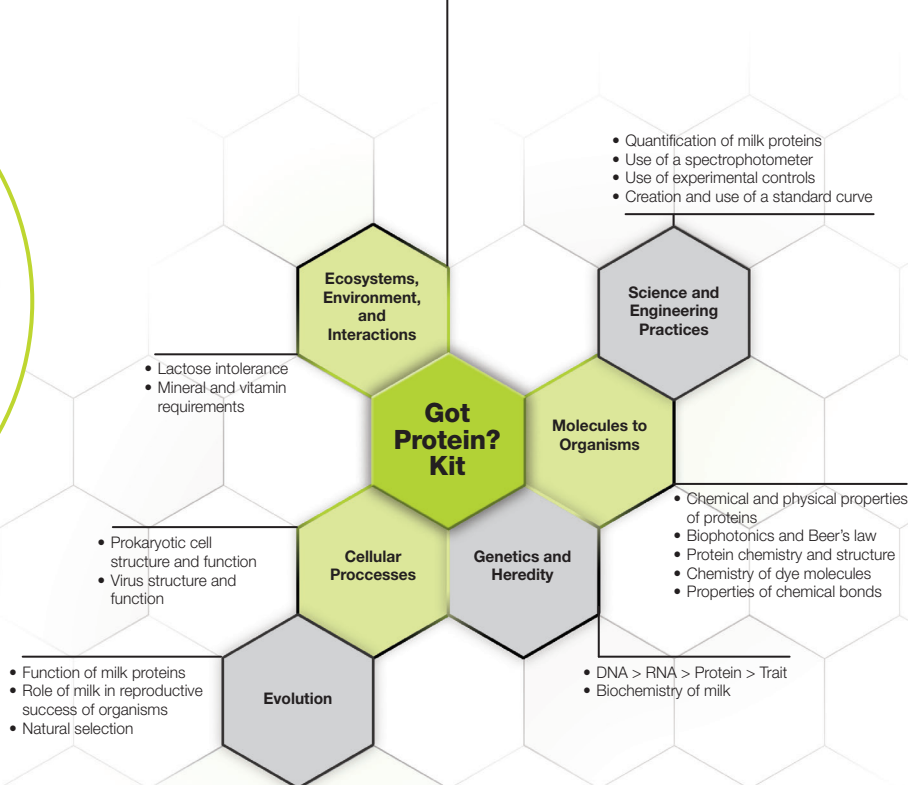 • Quantification of milk proteins
• Use of a spectrophotometer
• Use of experimental controls
• Creation and use of a standard curve
Ecosystems,
Environment,
and
Interactions
Science and
Engineering
Practices
• Lactose intolerance
• Mineral and vitamin
requirements
Got
Protein?
Kit
Molecules to
Organisms
• Chemical and physical properties
of proteins
• Biophotonics and Beer’s law
• Protein chemistry and structure
• Chemistry of dye molecules
• Properties of chemical bonds
• Prokaryotic cell
structure and function
• Virus structure and
function
Cellular
Proccesses
Genetics and
Heredity
• DNA > RNA > Protein > Trait
• Biochemistry of milk
• Function of milk proteins
• Role of milk in reproductive
success of organisms
• Natural selection
Evolution